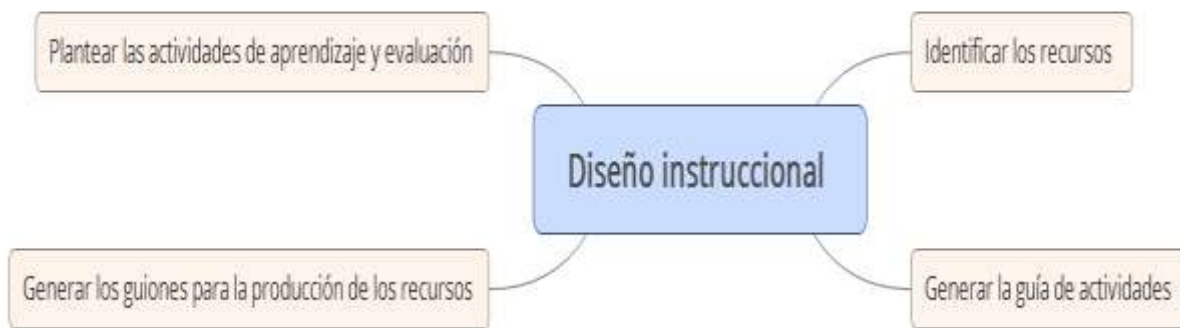 Plantear las actividades de aprendizaje y evaluación
Identificar los recursos
Diseño instruccional
Generar los guiones para la producción de los recursos
Generar la guía de actividades